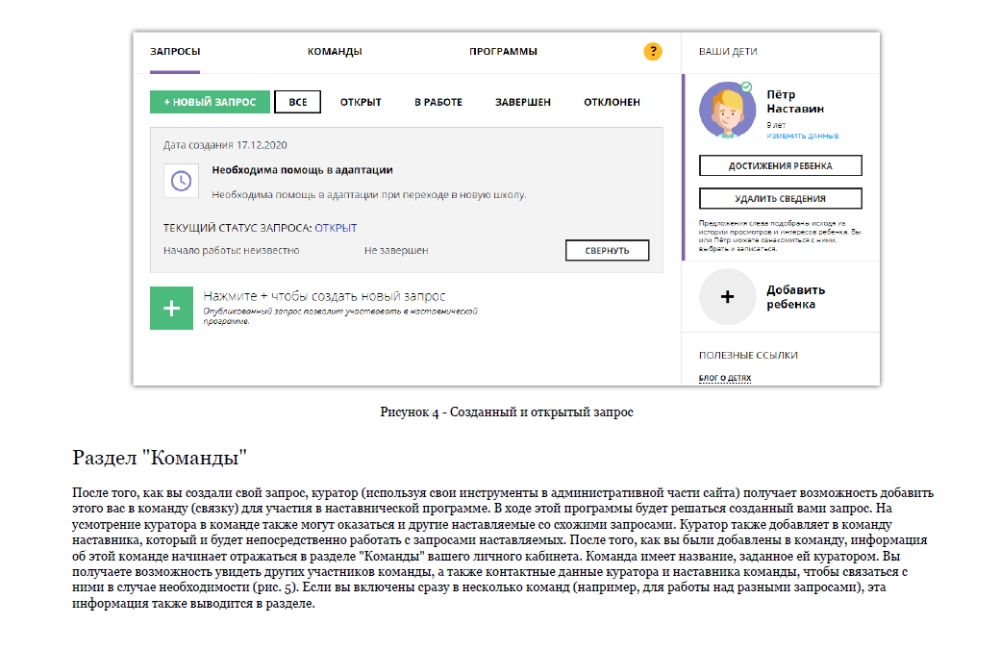 ЗАПРОСЫ КОМАНДЫ ПРОГРАММЫ ?
+ НОВЫЙ ЗАПРОС ВСЕ ОТКРЫТ В РАБОТЕ ЗАВЕРШЕН ОТКЛОНЕН
Дата создания 17.12.2020
Необходима помощь в адаптации
Необходима помощь в адаптации при переходе в новую школу.
ТЕКУЩИЙ СТАТУС ЗАПРОСА: ОТКРЫТ
Начало работы: неизвестно Не завершен СВЕРНУТЬ
+ Нажмите + чтобы создать новый запрос
Опубликованный запрос позволит участвовать в наставнической
программе.
ВАШИ ДЕТИ
Пётр
Наставин
9 лет
ИЗМЕНИТЬ ДАННЫЕ
ДОСТИЖЕНИЯ РЕБЕНКА
УДАЛИТЬ СВЕДЕНИЯ
Предложения слева подобраны исходя из
истории просмотров и интересов ребенка. Вы
или Пётр можете ознакомиться с ними,
выбрать и записаться.
+ Добавить
ребенка
ПОЛЕЗНЫЕ ССЫЛКИ
БЛОГ О ДЕТЯХ
Рисунок 4 - Созданный и открытый запрос
Раздел "Команды"
После того, как вы создали свой запрос, куратор (используя свои инструменты в административной части сайта) получает возможность добавить
этого вас в команду (связку) для участия в наставнической программе. В ходе этой программы будет решаться созданный вами запрос. На
усмотрение куратора в команде также могут оказаться и другие наставляемые со схожими запросами. Куратор также добавляет в команду
наставника, который и будет непосредственно работать с запросами наставляемых. После того, как вы были добавлены в команду, информация
об этой команде начинает отражаться в разделе "Команды" вашего личного кабинета. Команда имеет название, заданное ей куратором. Вы
получаете возможность увидеть других участников команды, а также контактные данные куратора и наставника команды, чтобы связаться с
ними в случае необходимости (рис. 5). Если вы включены сразу в несколько команд (например, для работы над разными запросами), эта
информация также выводится в разделе.